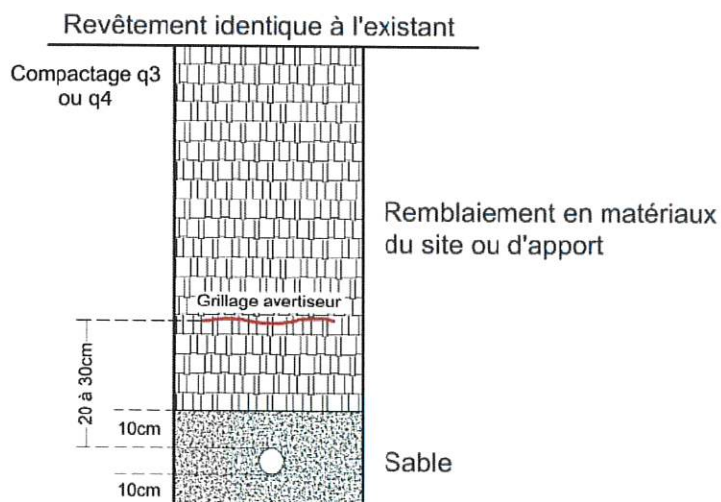 Revêtement identique à l'existant
Compactage q3
ou q4
Remblaiement en matériaux
du site ou d'apport
Grillage avertiseur
20 à 30cm
10cm
Sable
10cm